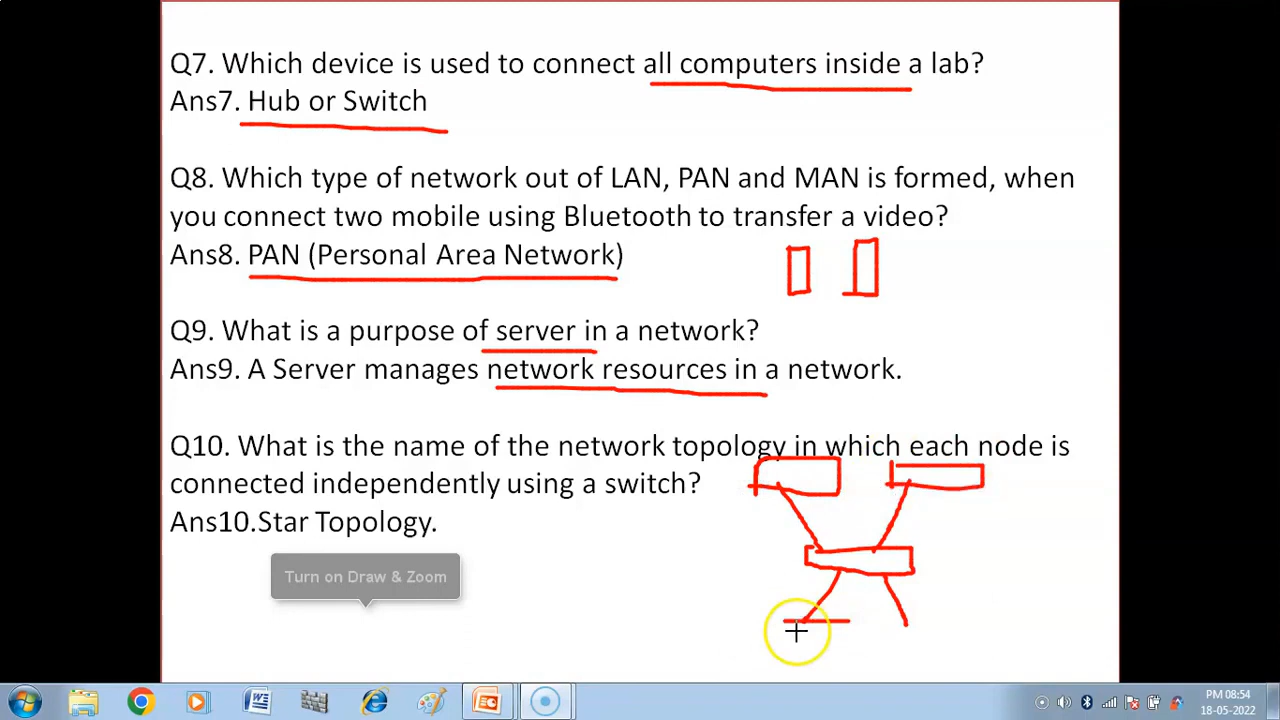 Q7. Which device is used to connect all computers inside a lab?
Ans7. Hub or Switch
Q8. Which type of network out of LAN, PAN and MAN is formed, when
you connect two mobile using Bluetooth to transfer a video?
Ans8. PAN (Personal Area Network)
Q9. What is a purpose of server in a network?
Ans9. A Server manages network resources in a network.
Q10. What is the name of the network topology in which each node is
connected independently using a switch?
Ans10.Star Topology.
Turn on Draw & Zoom
PM 08:54
18-05-2022